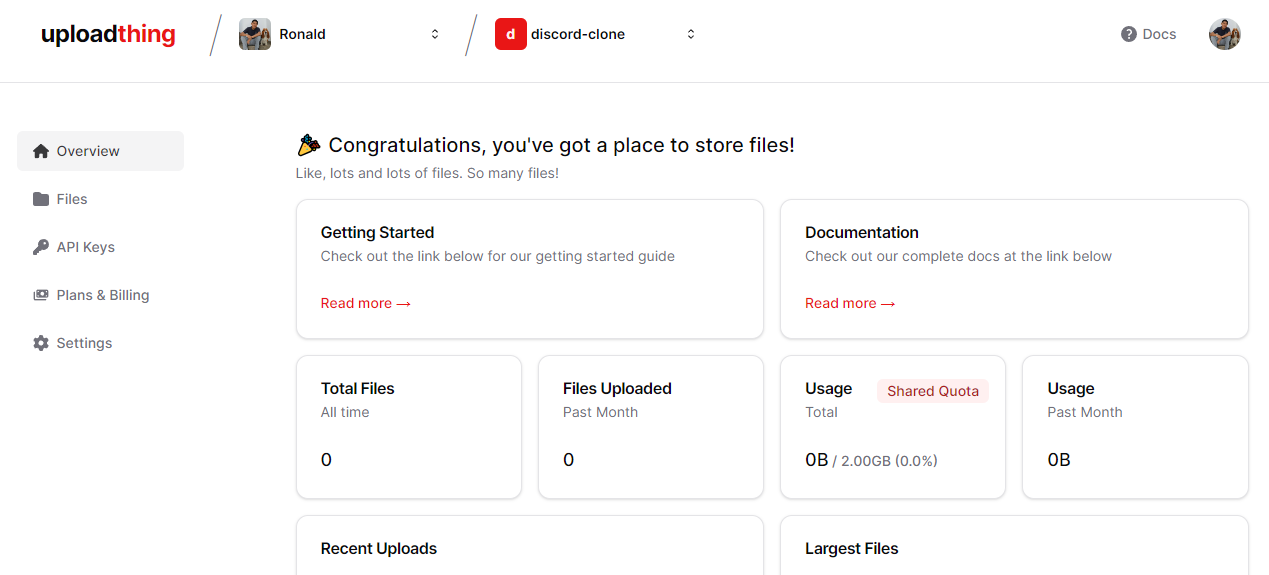 uploadthing
Ronald
d discord-clone
Docs
Overview
Files
API Keys
Plans & Billing
Settings
Congratulations, you've got a place to store files!
Like, lots and lots of files. So many files!
Getting Started
Check out the link below for our getting started guide
Read more →
Documentation
Check out our complete docs at the link below
Read more →
Total Files
All time
0
Files Uploaded
Past Month
0
Usage Shared Quota
Total
0B / 2.00GB (0.0%)
Usage
Past Month
0B
Recent Uploads
Largest Files